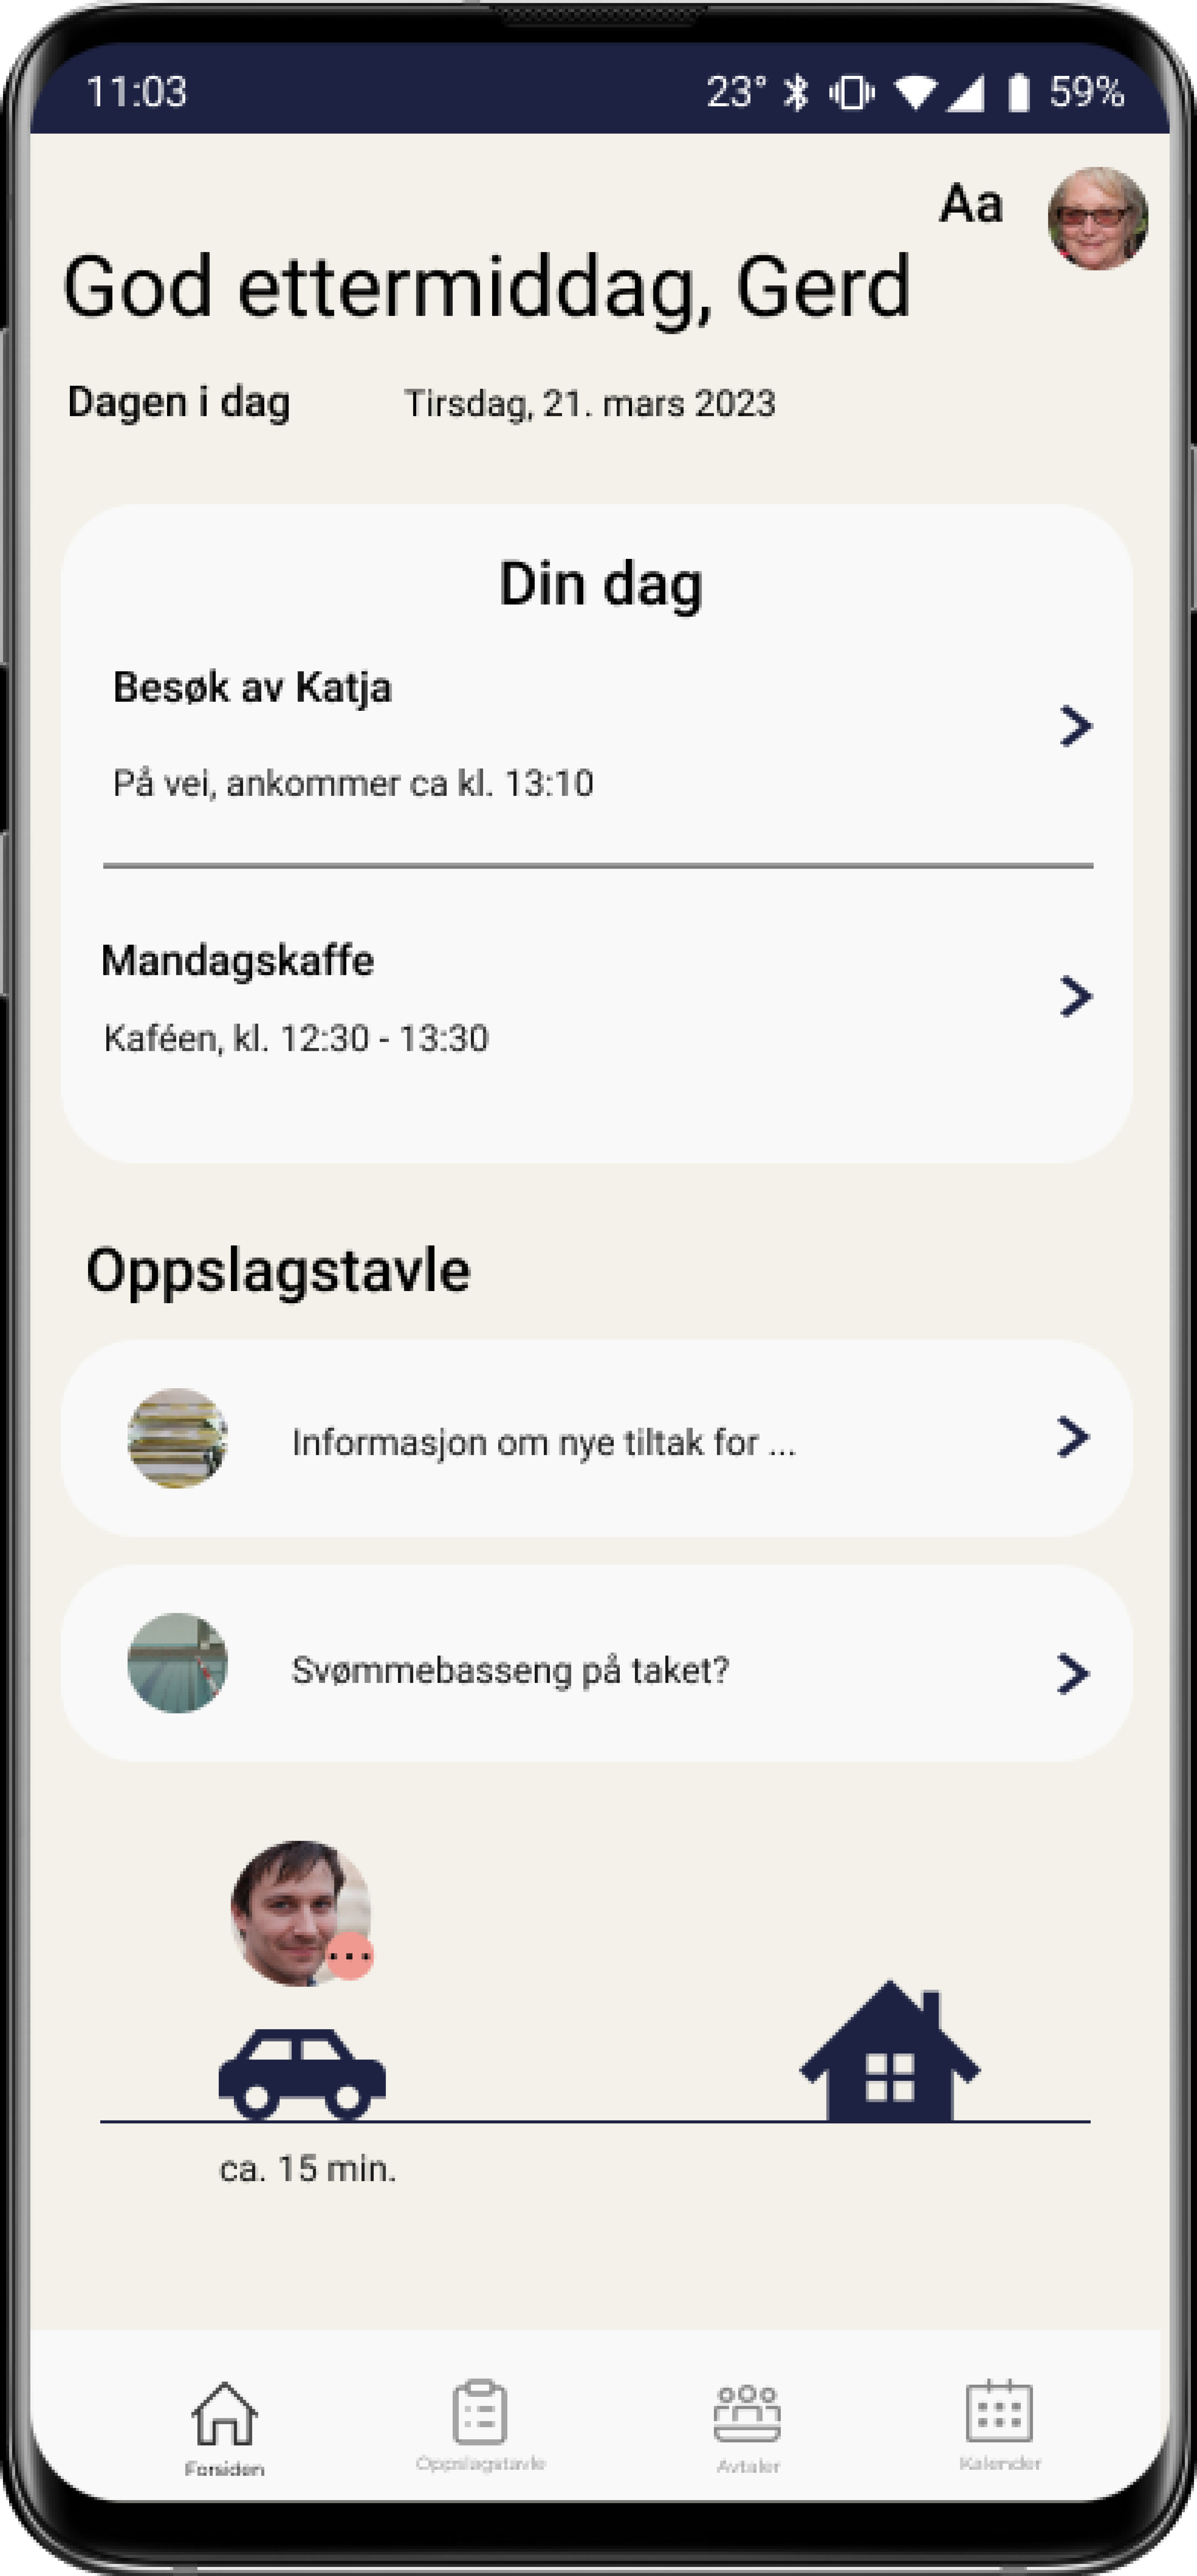 11:03 23° 59%
Aa
God ettermiddag, Gerd
Dagen i dag Tirsdag, 21. mars 2023
Din dag
Besøk av Katja
På vei, ankommer ca kl. 13:10
Mandagskaffe
Kaféen, kl. 12:30 - 13:30
Oppslagstavle
Informasjon om nye tiltak for ...
Svømmebasseng på taket?
ca. 15 min.
Forsiden Oppslagstavle Avtaler Kalender